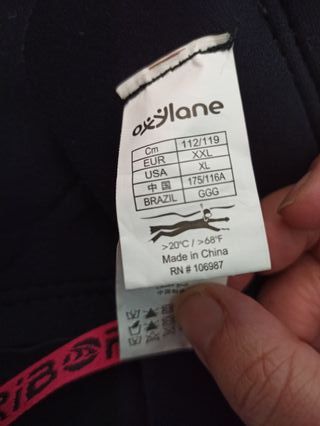 oxylane
Cm 112/119
EUR XXL
USA XL
中国 175/116A
BRAZIL GGG
>20°C / >68°F
Made in China
RN # 106987
RIBOR